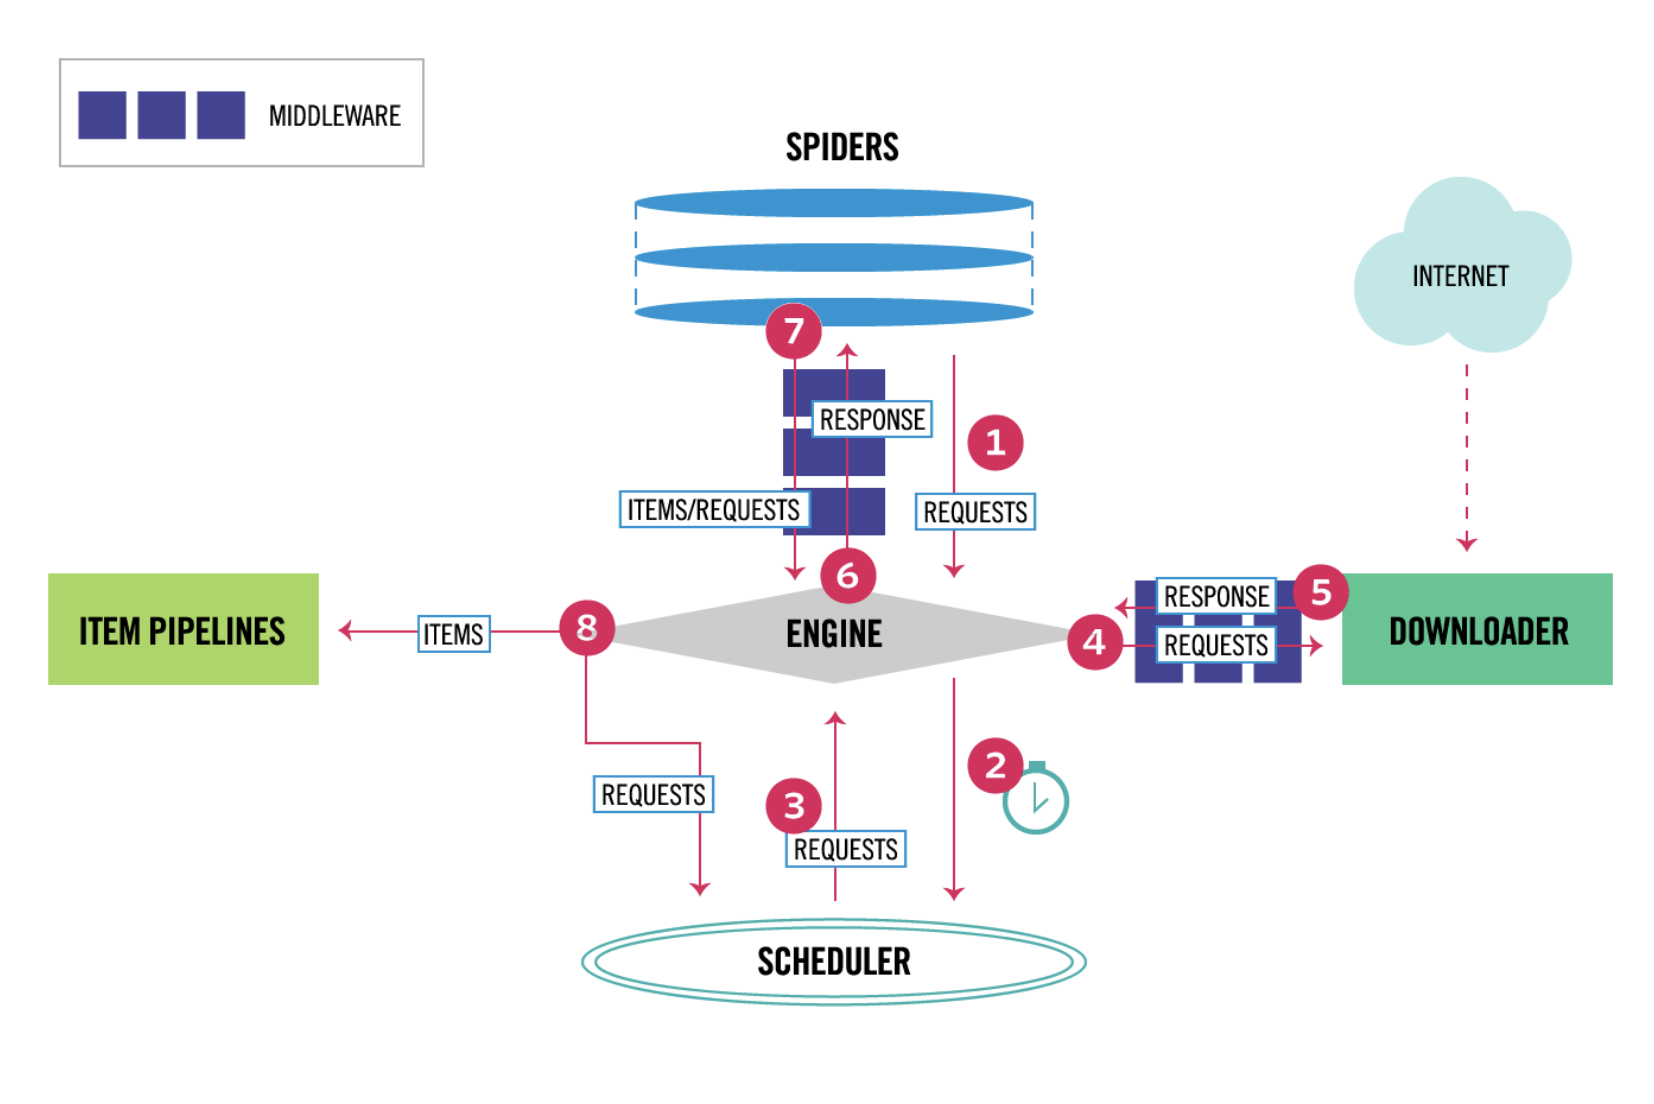 MIDDLEWARE
SPIDERS
INTERNET
7
RESPONSE
1
ITEMS/REQUESTS
REQUESTS
6
5
RESPONSE
8
ITEM PIPELINES
ITEMS
ENGINE
4
REQUESTS
DOWNLOADER
2
REQUESTS
3
REQUESTS
SCHEDULER